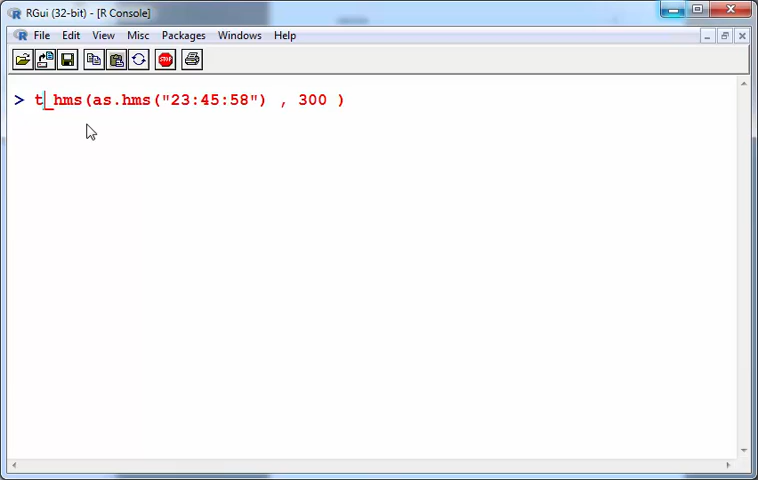 RGui (32-bit) - [R Console]
File Edit View Misc Packages Windows Help
STOP
> t_hms(as.hms("23:45:58") , 300 )